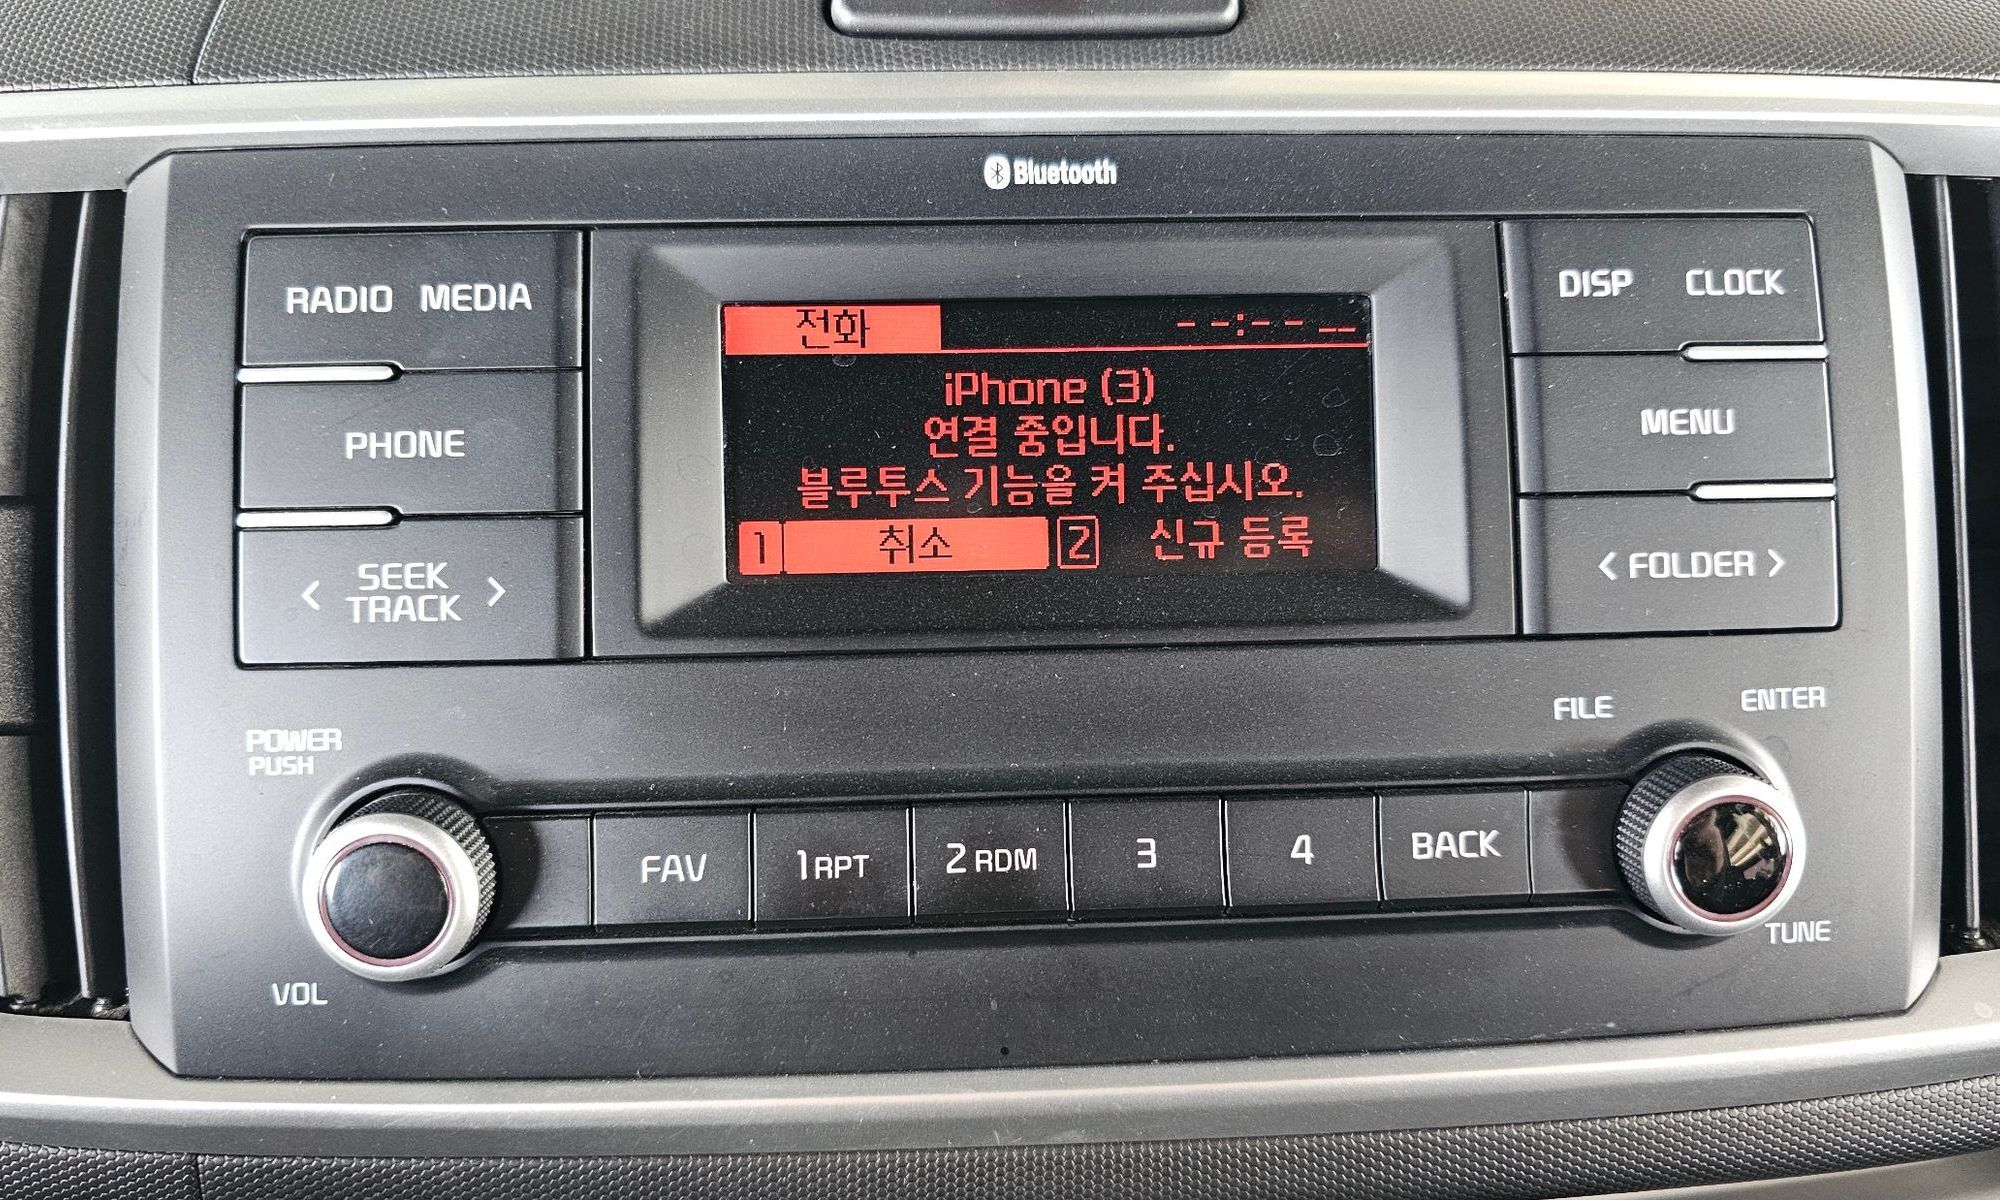 Bluetooth
RADIO MEDIA
PHONE
< SEEK TRACK >
전화 --:-- --
iPhone (3)
연결 중입니다.
블루투스 기능을 켜 주십시오.
1 취소 2 신규 등록
DISP CLOCK
MENU
< FOLDER >
POWER
PUSH
VOL
FAV 1 RPT 2 RDM 3 4 BACK
FILE
ENTER
TUNE